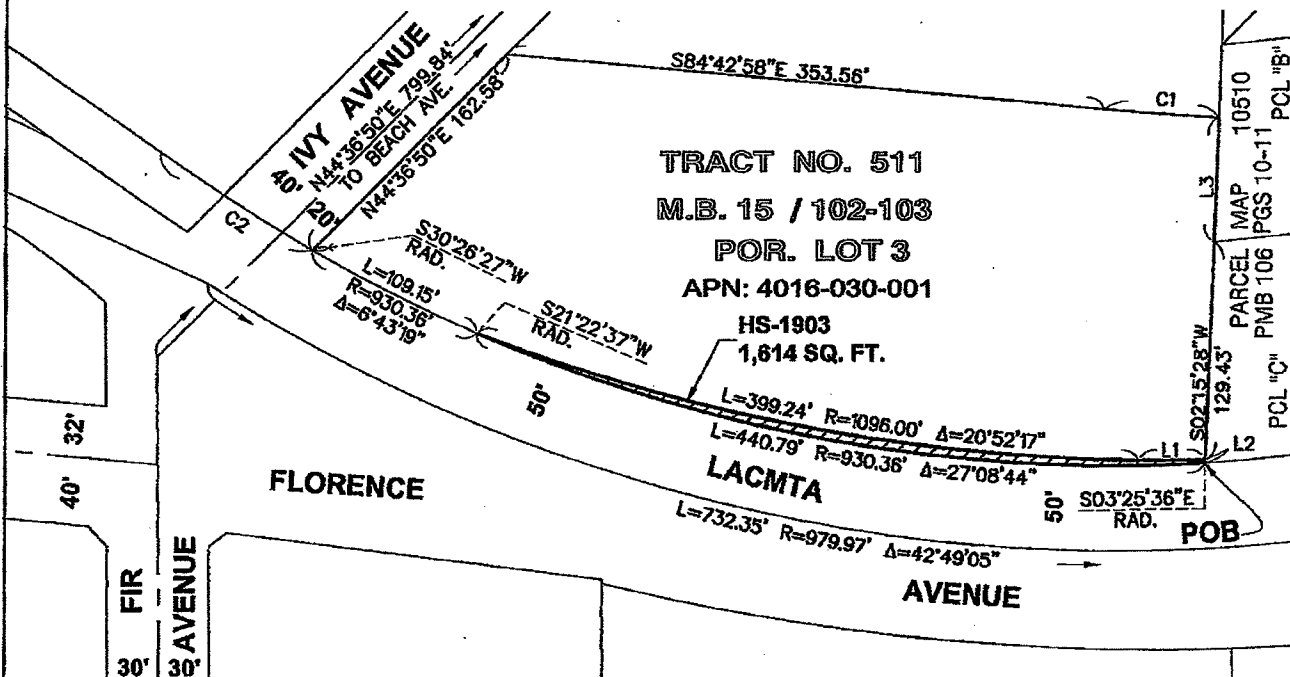 IVY AVENUE
N44°36'50"E 799.84'
TO BEACH AVE.
N44°36'50"E 162.58'
40'
20'
C2
S84°42'58"E 353.56'
C1
TRACT NO. 511
M.B. 15 / 102-103
POR. LOT 3
APN: 4016-030-001
HS-1903
1,614 SQ. FT.
PARCEL MAP 10510
PMB 106 PGS 10-11
PCL "B"
PCL "C"
L3
S02°15'28"W
129.43'
S30°26'27"W
RAD.
L=109.15'
R=930.36'
Δ=6°43'19"
S21°22'37"W
RAD.
50'
L=399.24' R=1096.00' Δ=20°52'17"
L=440.79' R=930.36' Δ=27°08'44"
L1
L2
LACMTA
L=732.35' R=979.97' Δ=42°49'05"
50'
S03°25'36"E
RAD.
POB
FLORENCE
AVENUE
32'
40'
FIR
AVENUE
30'
30'